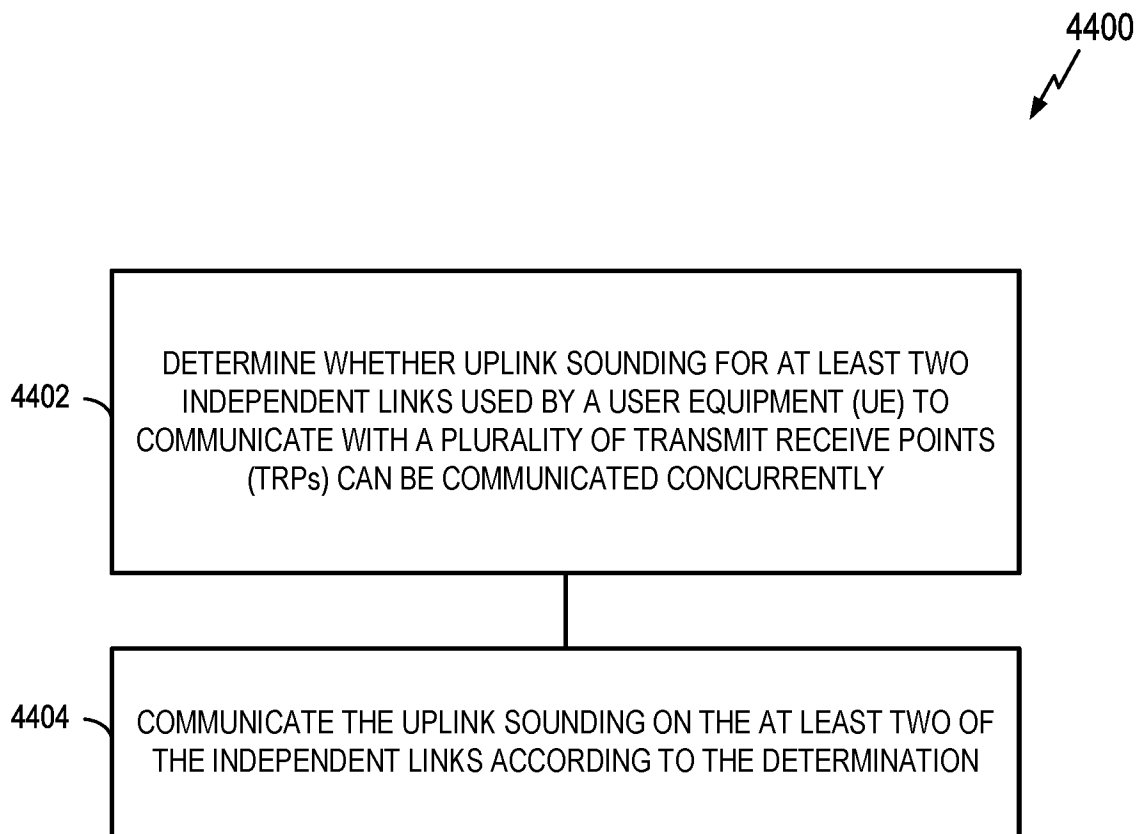 4400
DETERMINE WHETHER UPLINK SOUNDING FOR AT LEAST TWO
4402
INDEPENDENT LINKS USED BY A USER EQUIPMENT (UE) TO
COMMUNICATE WITH A PLURALITY OF TRANSMIT RECEIVE POINTS
(TRPs) CAN BE COMMUNICATED CONCURRENTLY
4404
COMMUNICATE THE UPLINK SOUNDING ON THE AT LEAST TWO OF
THE INDEPENDENT LINKS ACCORDING TO THE DETERMINATION